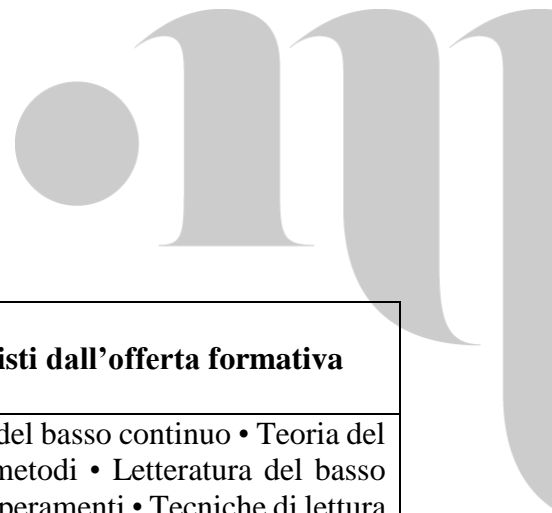 isti dall’offerta formativa
del basso continuo • Teoria del
metodi • Letteratura del basso
peramenti • Tecniche di lettura